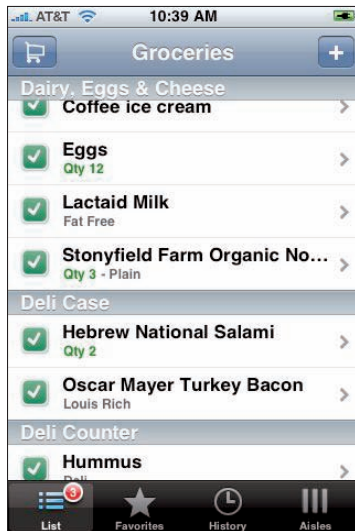 AT&T 10:39 AM
Groceries +
Dairy, Eggs & Cheese
Coffee ice cream
Eggs
Qty 12
Lactaid Milk
Fat Free
Stonyfield Farm Organic No...
Qty 3 - Plain
Deli Case
Hebrew National Salami
Qty 2
Oscar Mayer Turkey Bacon
Louis Rich
Deli Counter
Hummus
Deli
3
List Favorites History Aisles